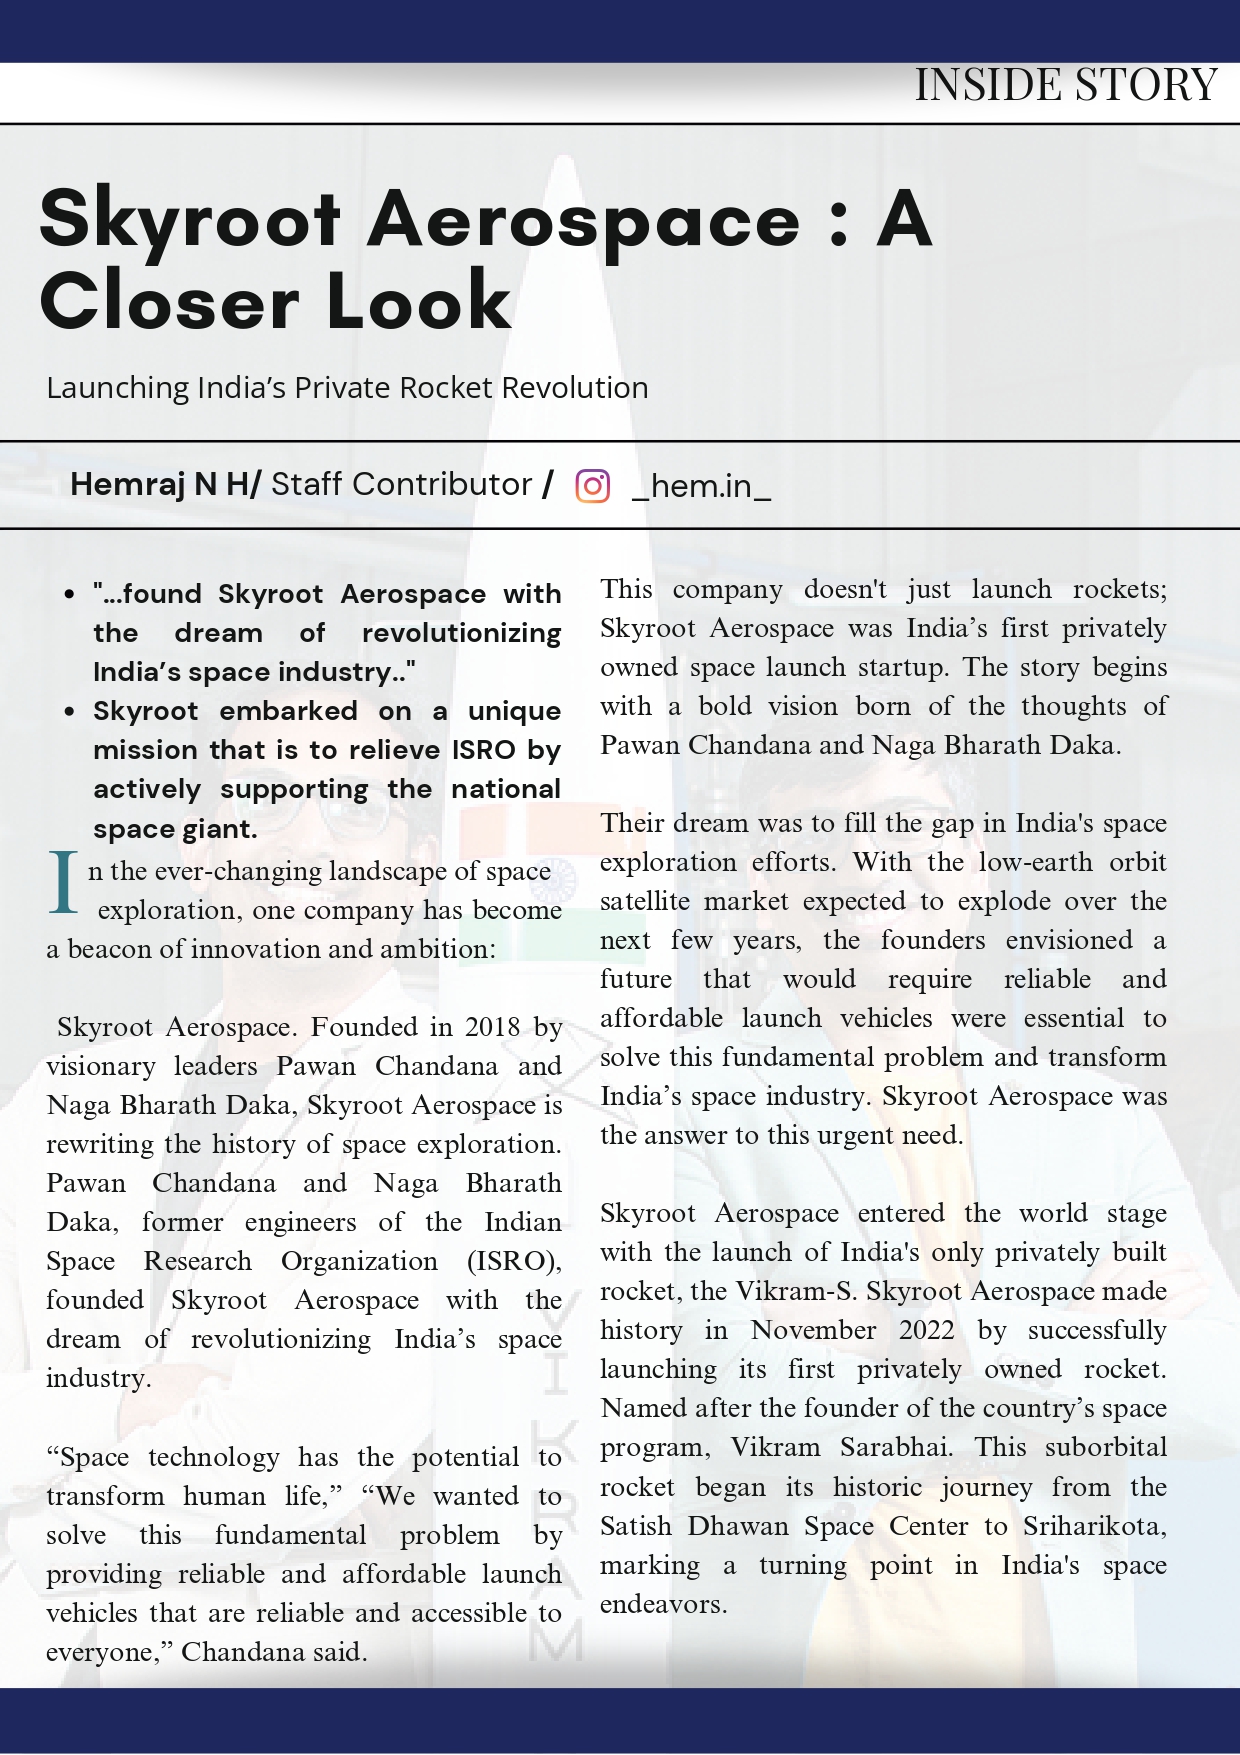 INSIDE STORY
Skyroot Aerospace : A
Closer Look
Launching India’s Private Rocket Revolution
Hemraj N H/ Staff Contributor / _hem.in_
• "...found Skyroot Aerospace with
the dream of revolutionizing
India’s space industry.."
• Skyroot embarked on a unique
mission that is to relieve ISRO by
actively supporting the national
space giant.
In the ever-changing landscape of space
exploration, one company has become
a beacon of innovation and ambition:
Skyroot Aerospace. Founded in 2018 by
visionary leaders Pawan Chandana and
Naga Bharath Daka, Skyroot Aerospace is
rewriting the history of space exploration.
Pawan Chandana and Naga Bharath
Daka, former engineers of the Indian
Space Research Organization (ISRO),
founded Skyroot Aerospace with the
dream of revolutionizing India’s space
industry.
“Space technology has the potential to
transform human life,” “We wanted to
solve this fundamental problem by
providing reliable and affordable launch
vehicles that are reliable and accessible to
everyone,” Chandana said.
This company doesn't just launch rockets;
Skyroot Aerospace was India’s first privately
owned space launch startup. The story begins
with a bold vision born of the thoughts of
Pawan Chandana and Naga Bharath Daka.
Their dream was to fill the gap in India's space
exploration efforts. With the low-earth orbit
satellite market expected to explode over the
next few years, the founders envisioned a
future that would require reliable and
affordable launch vehicles were essential to
solve this fundamental problem and transform
India’s space industry. Skyroot Aerospace was
the answer to this urgent need.
Skyroot Aerospace entered the world stage
with the launch of India's only privately built
rocket, the Vikram-S. Skyroot Aerospace made
history in November 2022 by successfully
launching its first privately owned rocket.
Named after the founder of the country’s space
program, Vikram Sarabhai. This suborbital
rocket began its historic journey from the
Satish Dhawan Space Center to Sriharikota,
marking a turning point in India's space
endeavors.
VIKRAM